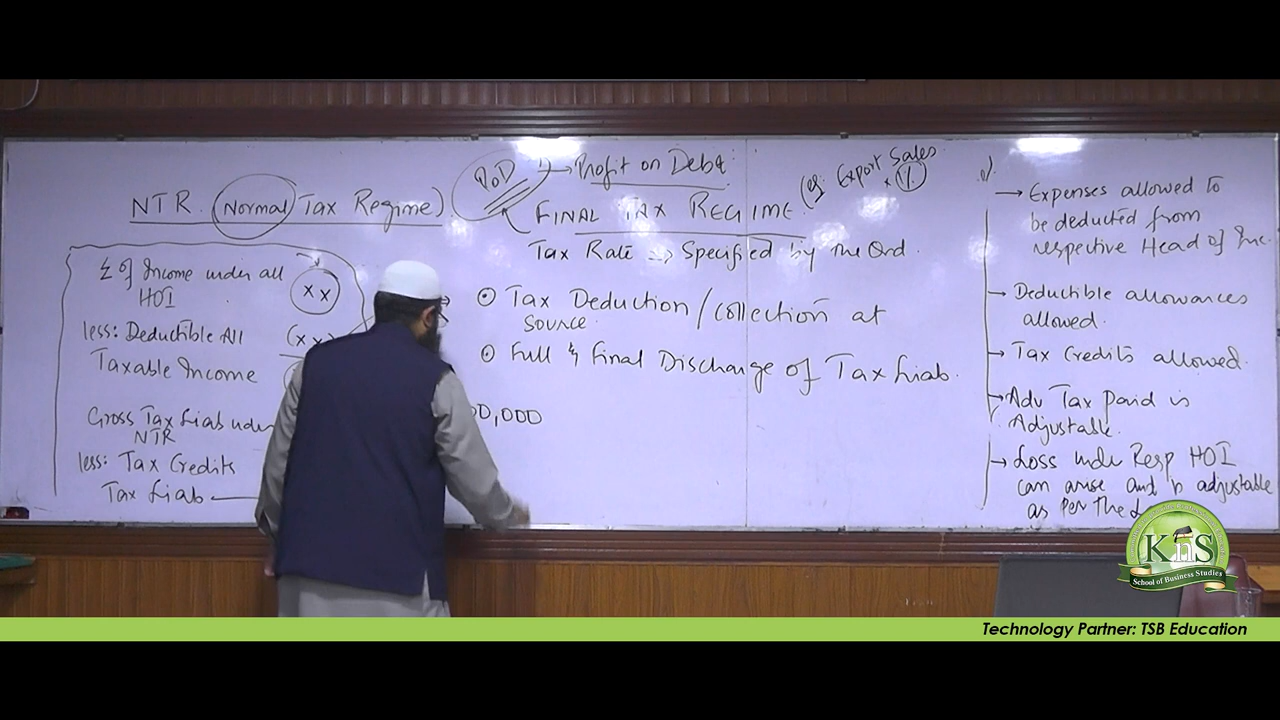 NTR (Normal Tax Regime)
Σ of Income under all
HOI
xx
less: Deductible All
(xx
Taxable Income
Gross Tax Liab under
NTR
less: Tax Credits
Tax Liab
POD
1) → Profit on Debt
FINAL TAX REGIME
(eg: Export Sales
x 1%)
Tax Rate → Specified by the Ord.
Tax Deduction/collection at
source.
Full & Final Discharge of Tax Liab.
00,000
→ Expenses allowed to
be deducted from
respective Head of Inc.
→ Deductible allowances
allowed.
→ Tax Credits allowed.
→ Adv Tax paid is
Adjustable.
→ Loss under Resp HOI
can arise and is adjustable
as per the
KnS
School of Business Studies
Technology Partner: TSB Education